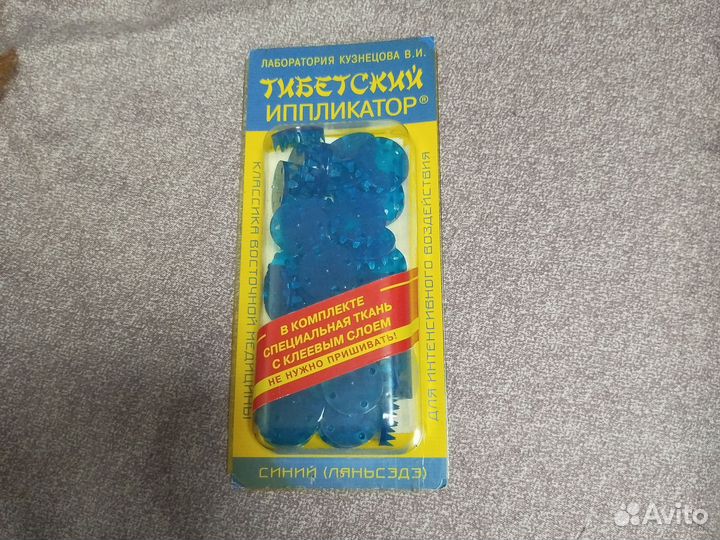 ЛАБОРАТОРИЯ КУЗНЕЦОВА В.И.
ТИБЕТСКИЙ
ИППЛИКАТОР®
КЛАССИКА ВОСТОЧНОЙ МЕДИЦИНЫ
ДЛЯ ИНТЕНСИВНОГО ВОЗДЕЙСТВИЯ
В КОМПЛЕКТЕ
СПЕЦИАЛЬНАЯ ТКАНЬ
С КЛЕЕВЫМ СЛОЕМ
НЕ НУЖНО ПРИШИВАТЬ!
СИНИЙ (ЛЯНЬСЭДЭ)
Avito